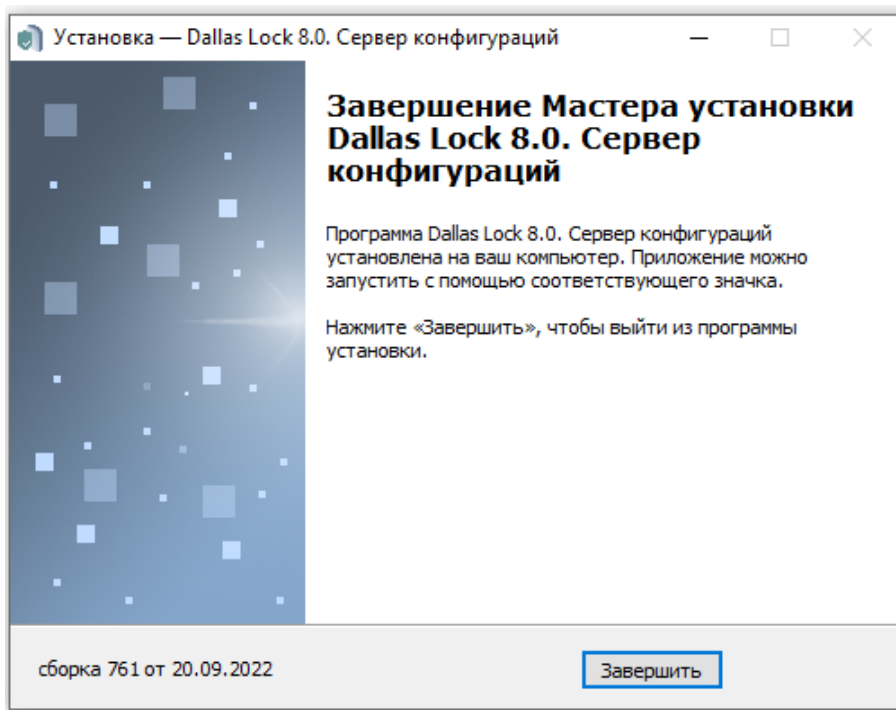 Установка — Dallas Lock 8.0. Сервер конфигураций
Завершение Мастера установки
Dallas Lock 8.0. Сервер
конфигураций
Программа Dallas Lock 8.0. Сервер конфигураций
установлена на ваш компьютер. Приложение можно
запустить с помощью соответствующего значка.
Нажмите «Завершить», чтобы выйти из программы
установки.
сборка 761 от 20.09.2022
Завершить